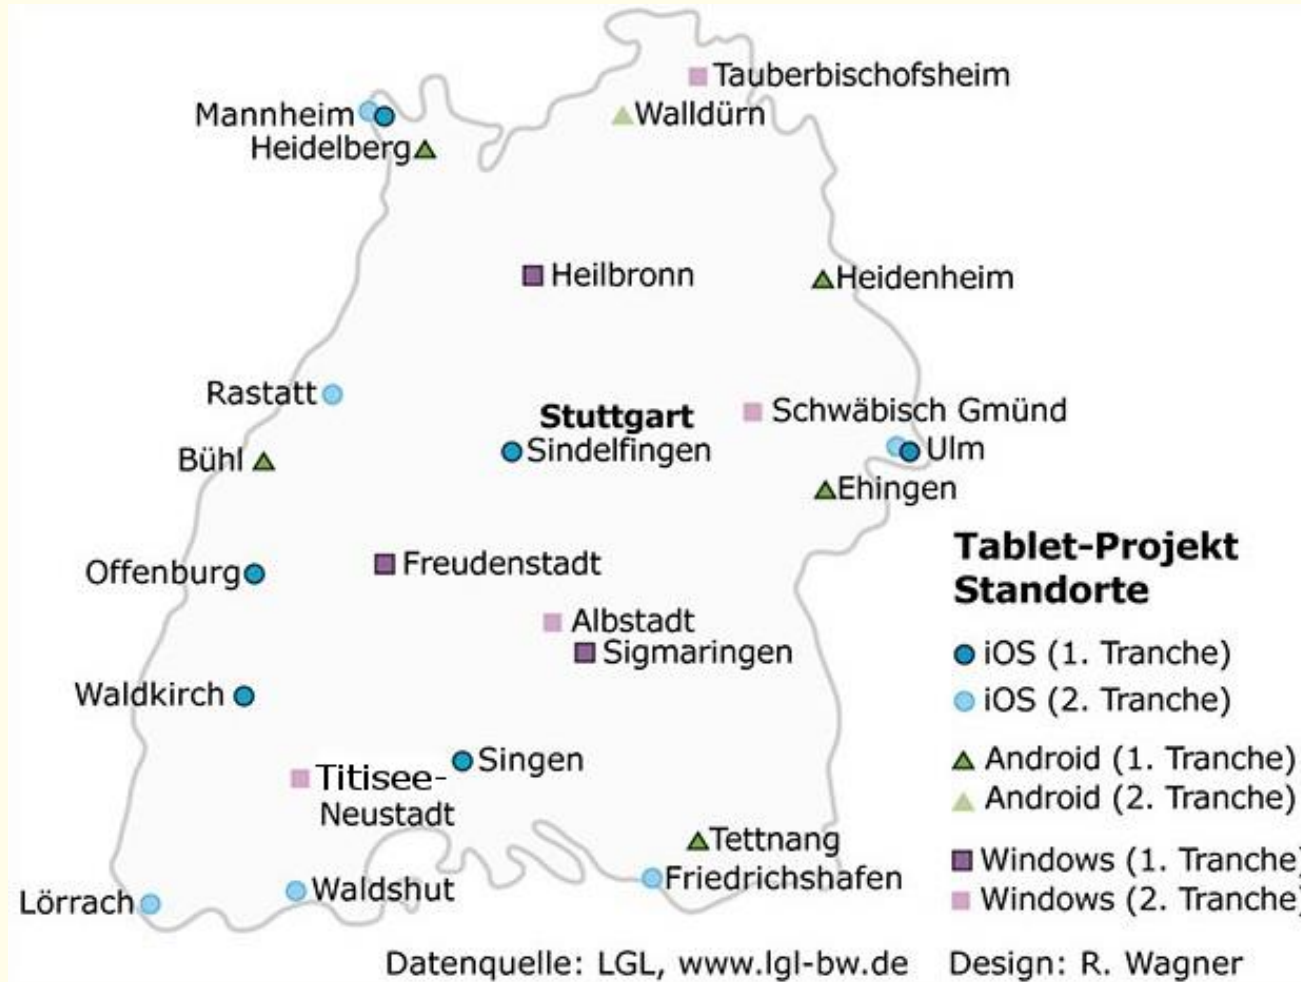 Tauberbischofsheim
Mannheim
Walldürn
Heidelberg
Heilbronn
Heidenheim
Rastatt
Stuttgart
Schwäbisch Gmünd
Sindelfingen
Ulm
Bühl
Ehingen
Freudenstadt
Offenburg
Albstadt
Sigmaringen
Waldkirch
Singen
Titisee-
Neustadt
Tettnang
Friedrichshafen
Waldshut
Lörrach
Tablet-Projekt
Standorte
iOS (1. Tranche)
iOS (2. Tranche)
Android (1. Tranche)
Android (2. Tranche)
Windows (1. Tranche)
Windows (2. Tranche)
Datenquelle: LGL, www.lgl-bw.de Design: R. Wagner